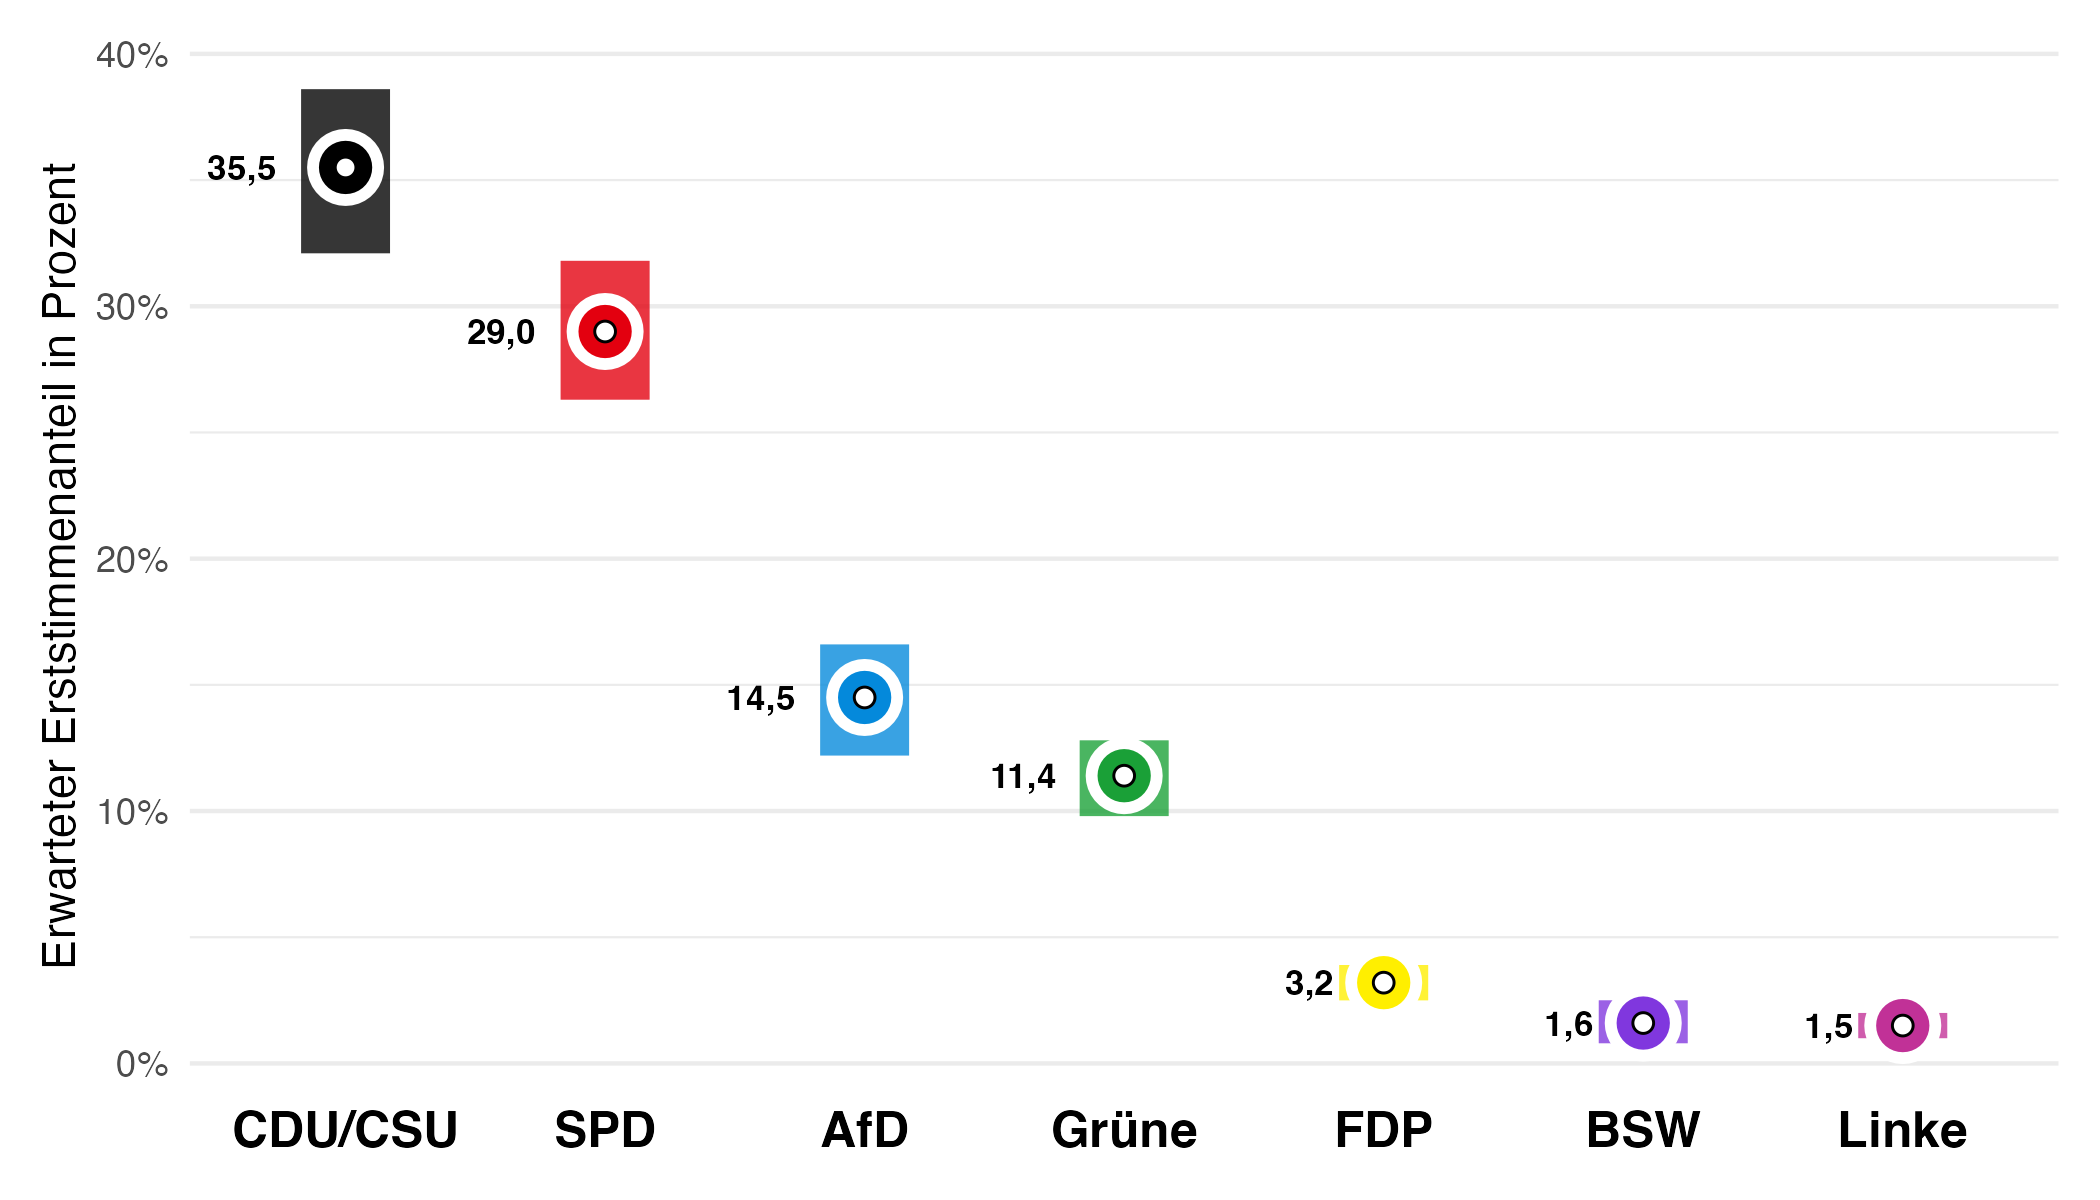 Erwarteter Erststimmenanteil in Prozent
40%
30%
20%
10%
0%
35,5
29,0
14,5
11,4
3,2
1,6
1,5
CDU/CSU
SPD
AfD
Grüne
FDP
BSW
Linke